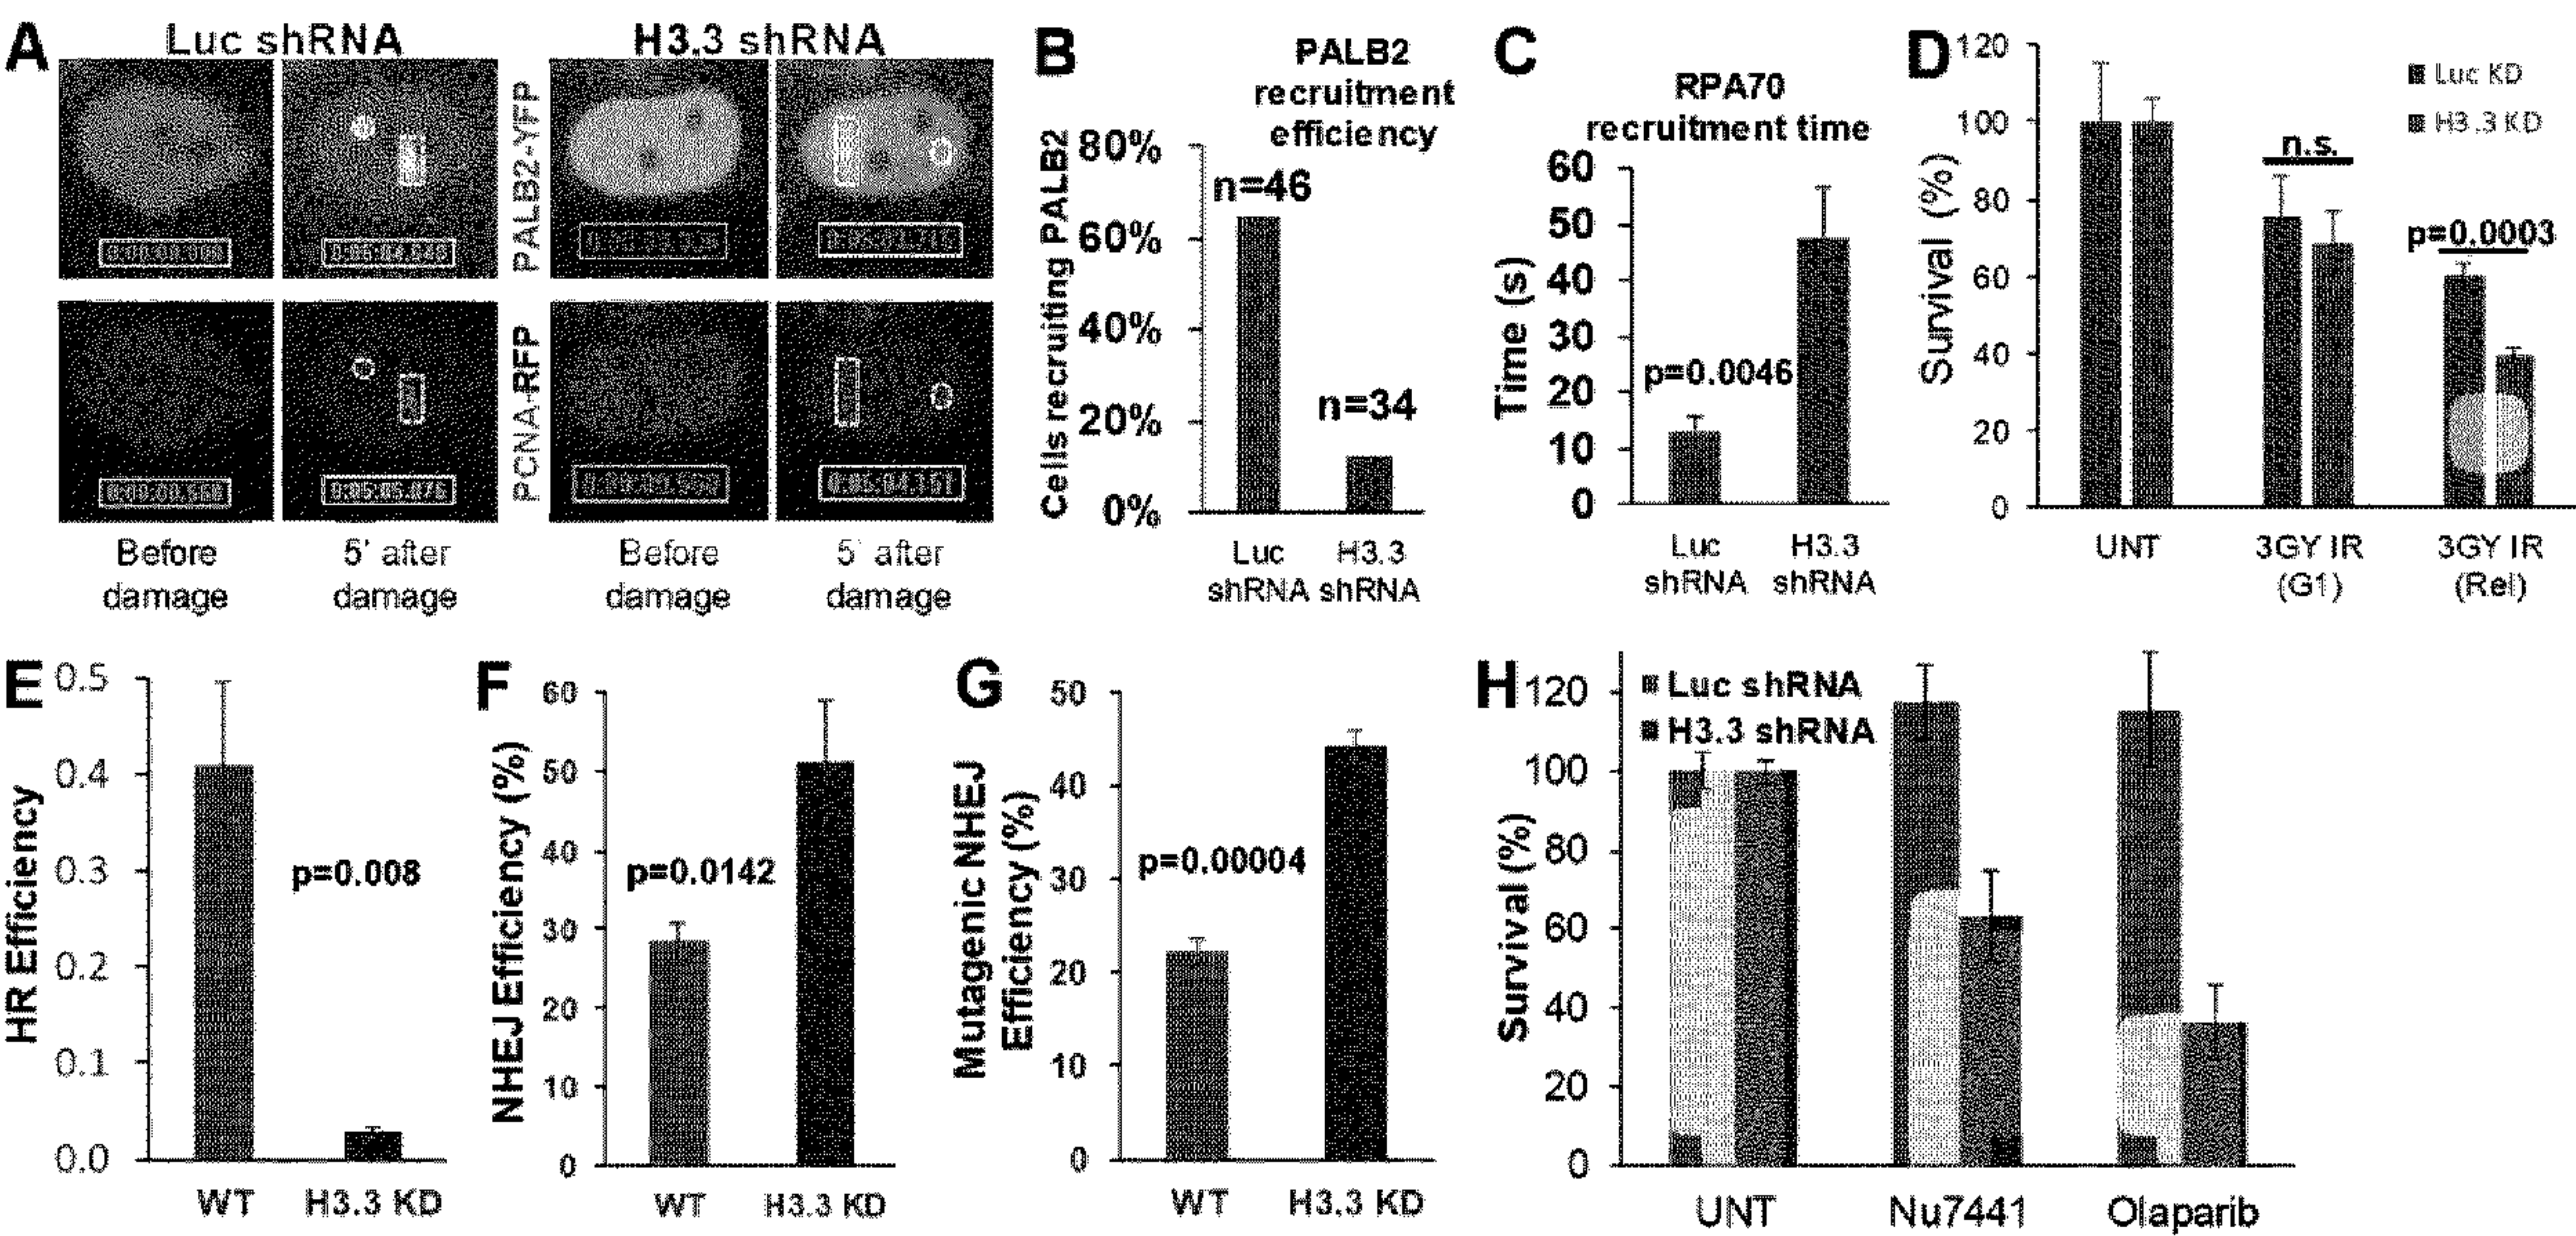 A
Luc shRNA
H3.3 shRNA
PALB2-YFP
PCNA-RFP
Before
damage
5' after
damage
Before
damage
5' after
damage
B
PALB2
recruitment
efficiency
Cells recruiting PALB2
80%
60%
40%
20%
0%
n=46
n=34
Luc
shRNA
H3.3
shRNA
C
RPA70
recruitment time
Time (s)
60
50
40
30
20
10
0
p=0.0046
Luc
shRNA
H3.3
shRNA
D
Survival (%)
120
100
80
60
40
20
0
Luc KD
H3.3 KD
n.s.
p=0.0003
UNT
3GY IR
(G1)
3GY IR
(Rel)
E
HR Efficiency
0.5
0.4
0.3
0.2
0.1
0.0
p=0.008
WT
H3.3 KD
F
NHEJ Efficiency (%)
60
50
40
30
20
10
0
p=0.0142
WT
H3.3 KD
G
Mutagenic NHEJ
Efficiency (%)
50
40
30
20
10
0
p=0.00004
WT
H3.3 KD
H
Survival (%)
120
100
80
60
40
20
0
Luc shRNA
H3.3 shRNA
UNT
Nu7441
Olaparib